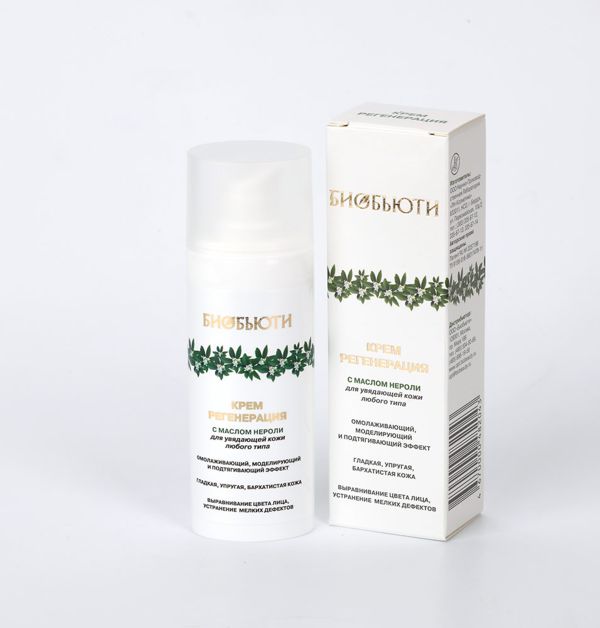 БИОБЬЮТИ
КРЕМ
РЕГЕНЕРАЦИЯ
С МАСЛОМ НЕРОЛИ
для увядающей кожи
любого типа
ОМОЛАЖИВАЮЩИЙ, МОДЕЛИРУЮЩИЙ
И ПОДТЯГИВАЮЩИЙ ЭФФЕКТ
ГЛАДКАЯ, УПРУГАЯ, БАРХАТИСТАЯ КОЖА
ВЫРАВНИВАНИЕ ЦВЕТА ЛИЦА,
УСТРАНЕНИЕ МЕЛКИХ ДЕФЕКТОВ
КРЕМ
РЕГЕНЕРАЦИЯ
БИОБЬЮТИ
КРЕМ
РЕГЕНЕРАЦИЯ
С МАСЛОМ НЕРОЛИ
для увядающей кожи
любого типа
ОМОЛАЖИВАЮЩИЙ,
МОДЕЛИРУЮЩИЙ
И ПОДТЯГИВАЮЩИЙ ЭФФЕКТ
ГЛАДКАЯ, УПРУГАЯ,
БАРХАТИСТАЯ КОЖА
ВЫРАВНИВАНИЕ ЦВЕТА ЛИЦА,
УСТРАНЕНИЕ МЕЛКИХ ДЕФЕКТОВ
Изготовитель:
Дистрибьютор: